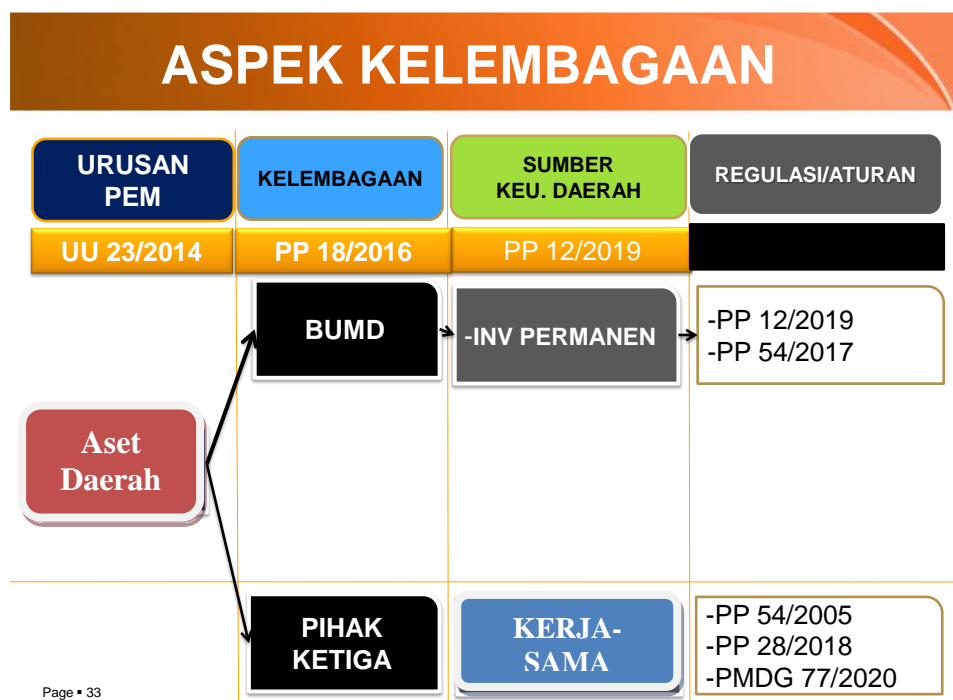 ASPEK KELEMBAGAAN
URUSAN
PEM
KELEMBAGAAN
SUMBER
KEU. DAERAH
REGULASI/ATURAN
UU 23/2014
PP 18/2016
PP 12/2019
BUMD
-INV PERMANEN
-PP 12/2019
-PP 54/2017
Aset
Daerah
PIHAK
KETIGA
KERJA-
SAMA
-PP 54/2005
-PP 28/2018
-PMDG 77/2020
Page ▪ 33